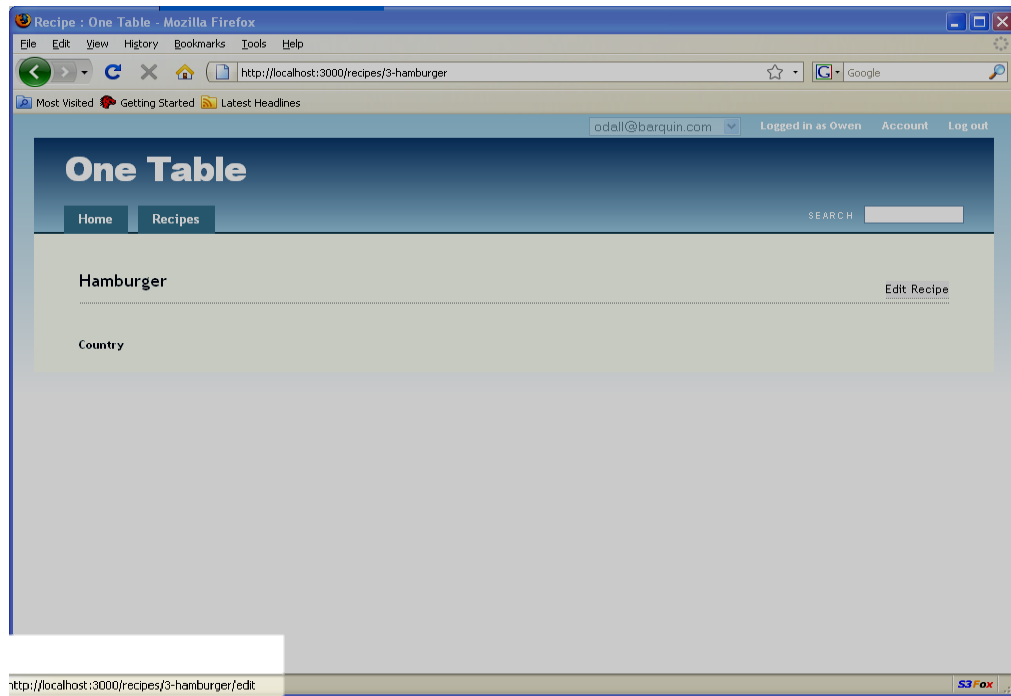 Recipe : One Table - Mozilla Firefox
File Edit View History Bookmarks Tools Help
http://localhost:3000/recipes/3-hamburger G Google
Most Visited Getting Started Latest Headlines
odall@barquin.com Logged in as Owen Account Log out
One Table
Home Recipes SEARCH
Hamburger
Edit Recipe
Country
http://localhost:3000/recipes/3-hamburger/edit S3Fox